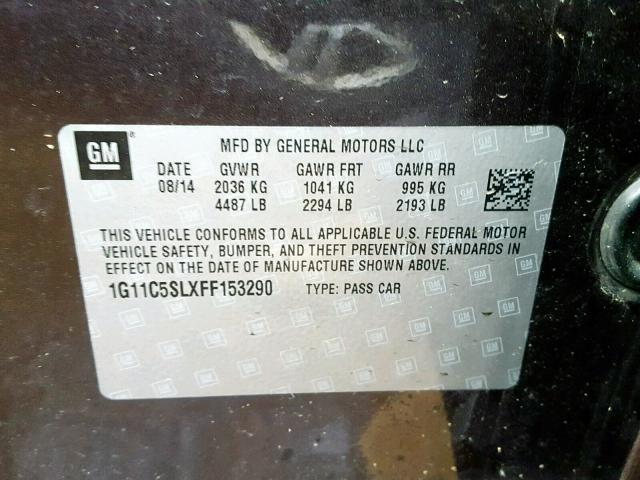 GM ®
MFD BY GENERAL MOTORS LLC
DATE GVWR GAWR FRT GAWR RR
08/14 2036 KG 1041 KG 995 KG
4487 LB 2294 LB 2193 LB
THIS VEHICLE CONFORMS TO ALL APPLICABLE U.S. FEDERAL MOTOR
VEHICLE SAFETY, BUMPER, AND THEFT PREVENTION STANDARDS IN
EFFECT ON THE DATE OF MANUFACTURE SHOWN ABOVE.
1G11C5SLXFF153290 TYPE: PASS CAR